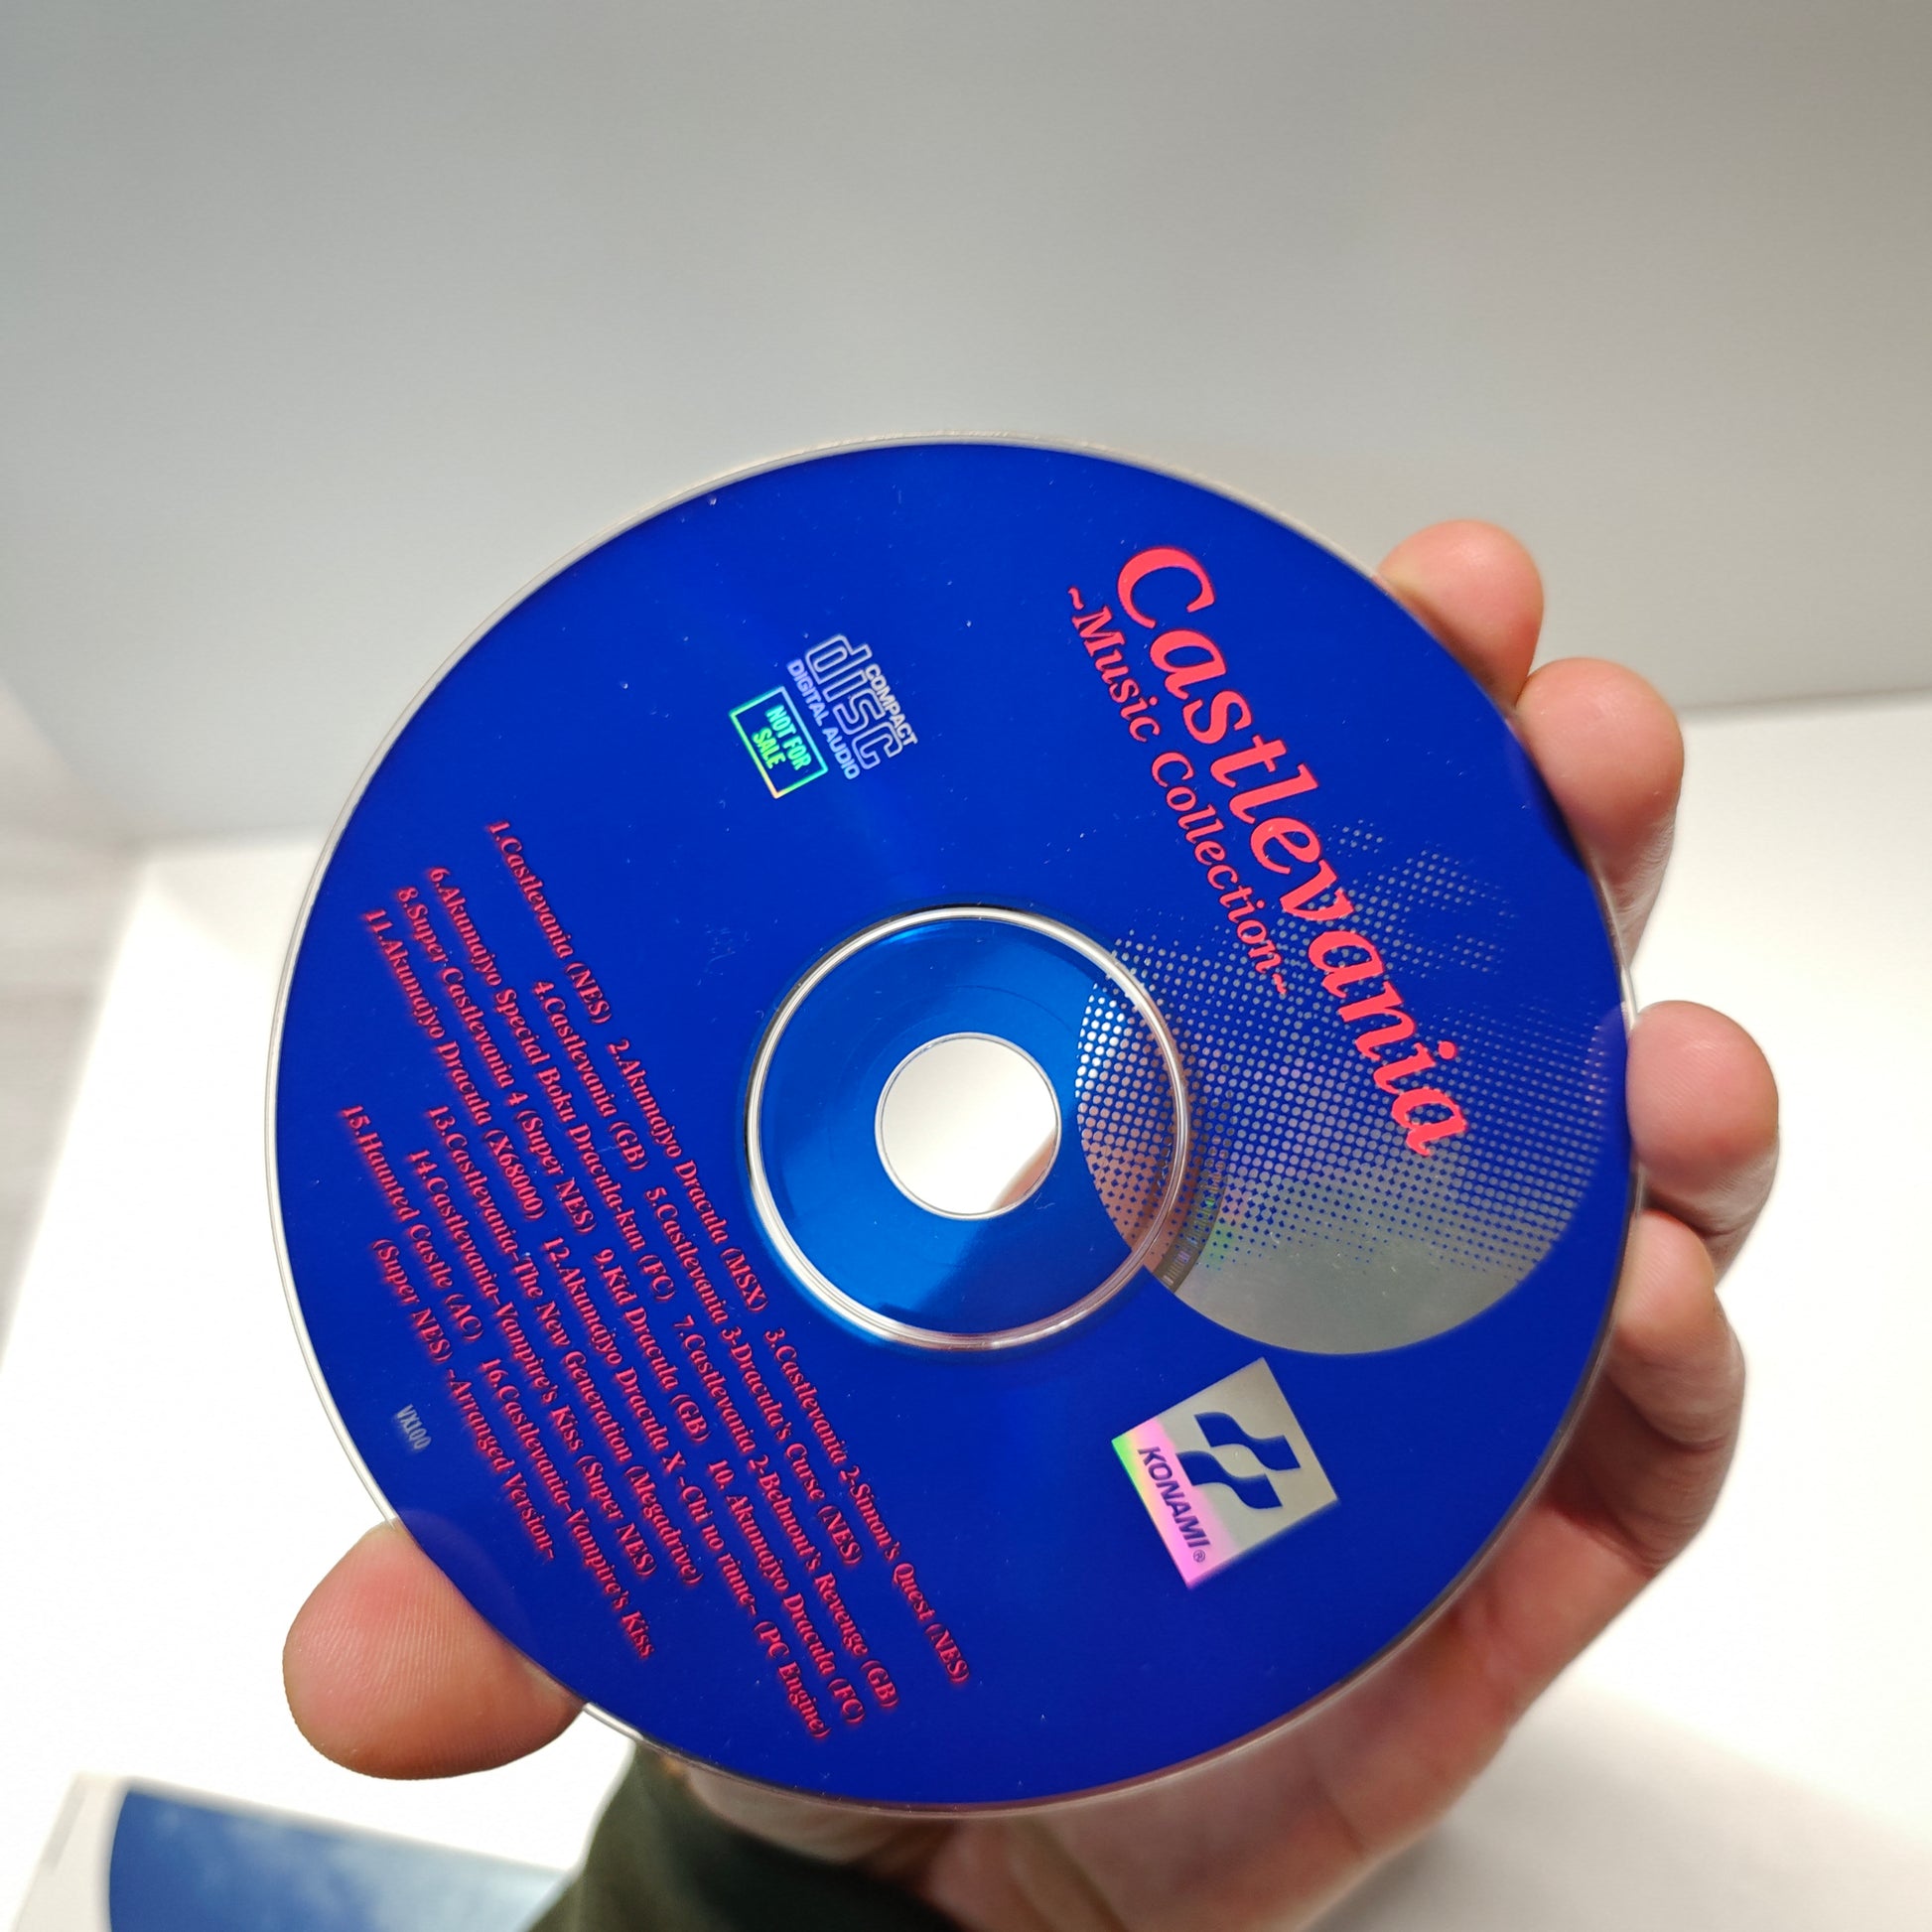 Castlevania
~Music Collection~
COMPACT
disc
DIGITAL AUDIO
NOT FOR
SALE
KONAMI®
1.Castlevania (NES) 2.Akumajyo Dracula (MSX) 3.Castlevania 2-Simon's Quest (NES)
4.Castlevania (GB) 5.Castlevania 3-Dracula's Curse (NES)
6.Akumajyo Special Boku Dracula-kun (FC) 7.Castlevania 2-Belmont's Revenge (GB)
8.Super Castlevania 4 (Super NES) 9.Kid Dracula (GB) 10. Akumajyo Dracula (FC)
11.Akumajyo Dracula (X68000) 12.Akumajyo Dracula X ~Chi no rinne~ (PC Engine)
13.Castlevania-The New Generation (Megadrive)
14.Castlevania-Vampire's Kiss (Super NES)
15.Haunted Castle (AC) 16.Castlevania-Vampire's Kiss
(Super NES) ~Arranged Version~
VX100